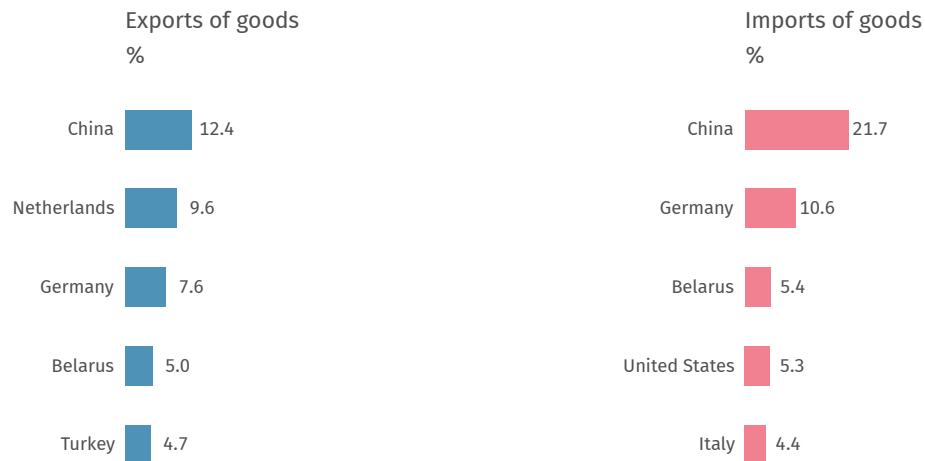 Exports of goods
%
China 12.4
Netherlands 9.6
Germany 7.6
Belarus 5.0
Turkey 4.7
Imports of goods
%
China 21.7
Germany 10.6
Belarus 5.4
United States 5.3
Italy 4.4